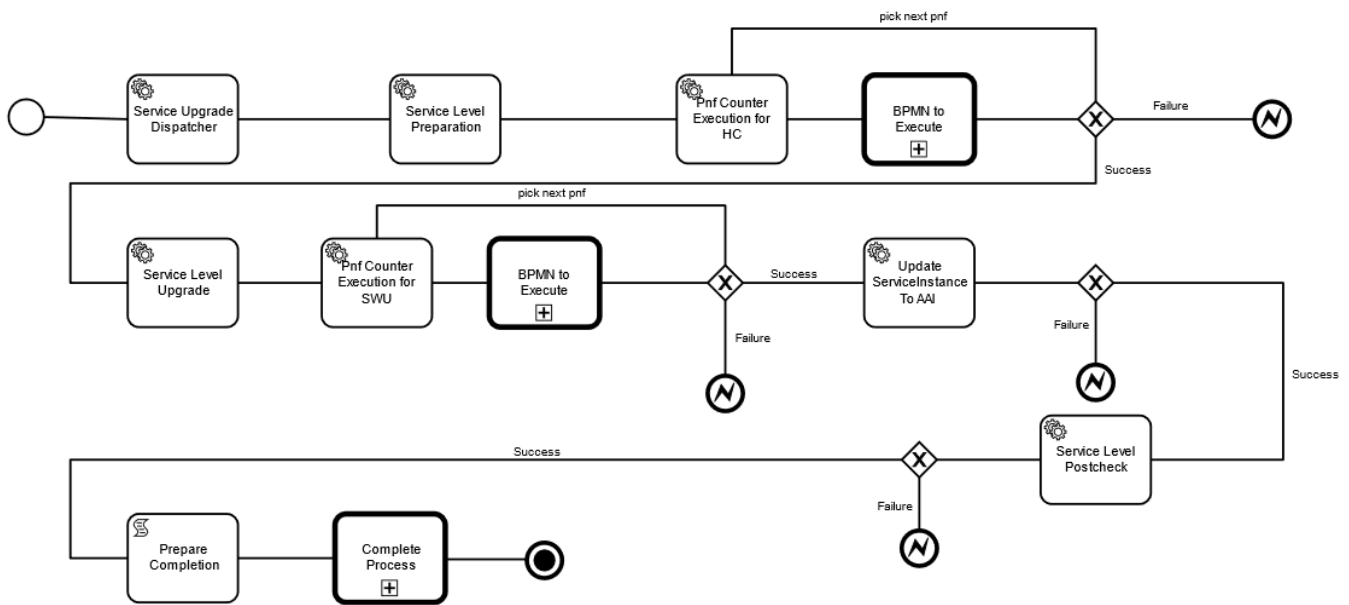 pick next pnf
Service Upgrade
Dispatcher
Service Level
Preparation
Pnf Counter
Execution for
HC
BPMN to
Execute
X
Failure
Success
pick next pnf
Service Level
Upgrade
Pnf Counter
Execution for
SWU
BPMN to
Execute
X
Success
Failure
Update
ServiceInstance
To AAI
X
Failure
Success
Service Level
Postcheck
X
Failure
Success
Prepare
Completion
Complete
Process